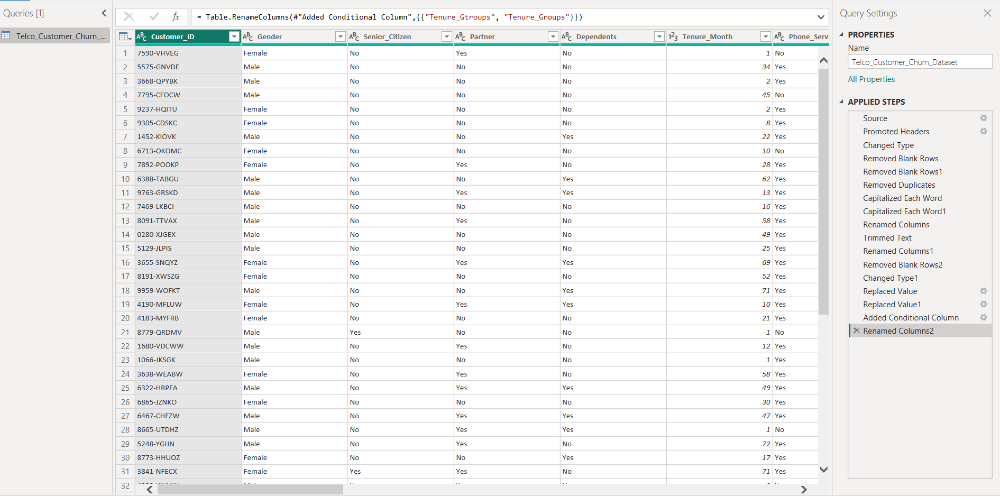 Queries [1]
Telco_Customer_Churn_...
fx
= Table.RenameColumns(#"Added Conditional Column",{{"Tenure_Gtroups", "Tenure_Groups"}})
ABC Customer_ID ABC Gender ABC Senior_Citizen ABC Partner ABC Dependents 123 Tenure_Month ABC Phone_Servi
1 7590-VHVEG Female No Yes No 1 No
2 5575-GNVDE Male No No No 34 Yes
3 3668-QPYBK Male No No No 2 Yes
4 7795-CFOCW Male No No No 45 No
5 9237-HQITU Female No No No 2 Yes
6 9305-CDSKC Female No No No 8 Yes
7 1452-KIOVK Male No No Yes 22 Yes
8 6713-OKOMC Female No No No 10 No
9 7892-POOKP Female No Yes No 28 Yes
10 6388-TABGU Male No No Yes 62 Yes
11 9763-GRSKD Male No Yes Yes 13 Yes
12 7469-LKBCI Male No No No 16 Yes
13 8091-TTVAX Male No Yes No 58 Yes
14 0280-XJGEX Male No No No 49 Yes
15 5129-JLPIS Male No No No 25 Yes
16 3655-SNQYZ Female No Yes Yes 69 Yes
17 8191-XWSZG Female No No No 52 Yes
18 9959-WOFKT Male No No Yes 71 Yes
19 4190-MFLUW Female No Yes Yes 10 Yes
20 4183-MYFRB Female No No No 21 Yes
21 8779-QRDMV Male Yes No No 1 No
22 1680-VDCWW Male No Yes No 12 Yes
23 1066-JKSGK Male No No No 1 Yes
24 3638-WEABW Female No Yes No 58 Yes
25 6322-HRPFA Male No Yes Yes 49 Yes
26 6865-JZNKO Female No No No 30 Yes
27 6467-CHFZW Male No Yes Yes 47 Yes
28 8665-UTDHZ Male No Yes Yes 1 No
29 5248-YGIJN Male No Yes No 72 Yes
30 8773-HHUOZ Female No No Yes 17 Yes
31 3841-NFECX Female Yes Yes No 71 Yes
32
Query Settings
PROPERTIES
Name
Telco_Customer_Churn_Dataset
All Properties
APPLIED STEPS
Source
Promoted Headers
Changed Type
Removed Blank Rows
Removed Blank Rows1
Removed Duplicates
Capitalized Each Word
Capitalized Each Word1
Renamed Columns
Trimmed Text
Renamed Columns1
Removed Blank Rows2
Changed Type1
Replaced Value
Replaced Value1
Added Conditional Column
Renamed Columns2